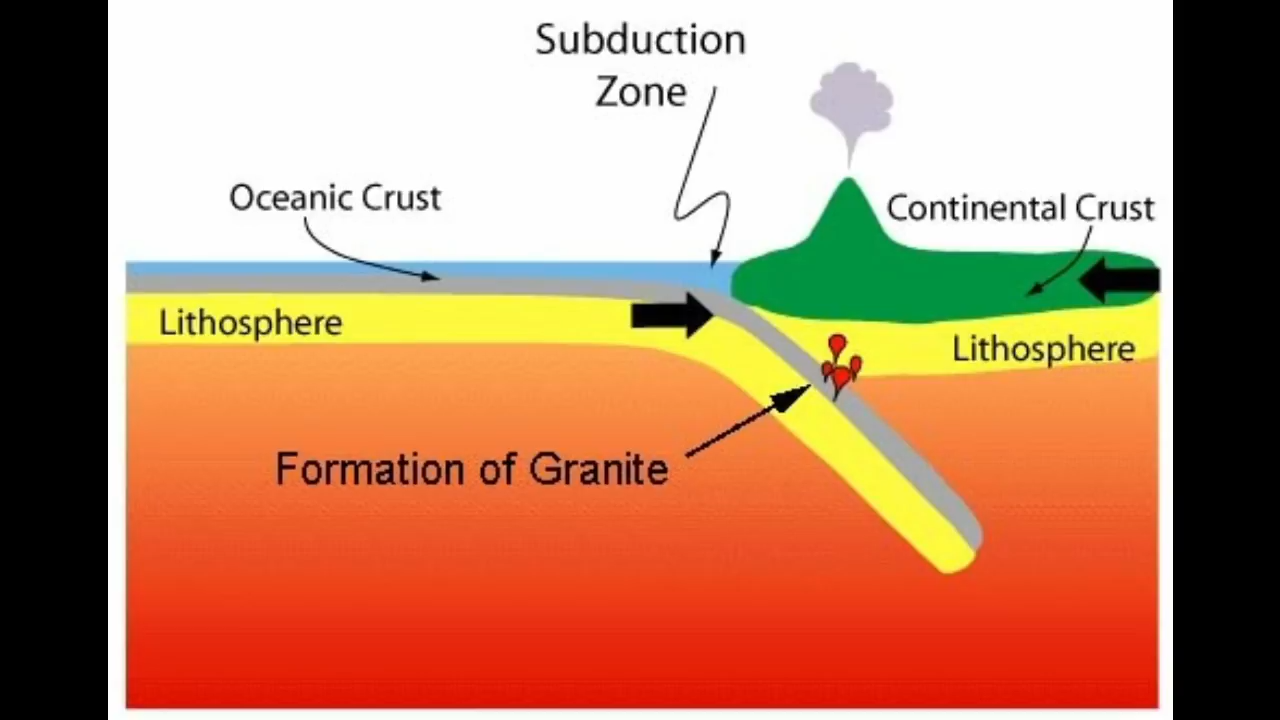 Subduction
Zone
Oceanic Crust
Continental Crust
Lithosphere
Lithosphere
Formation of Granite